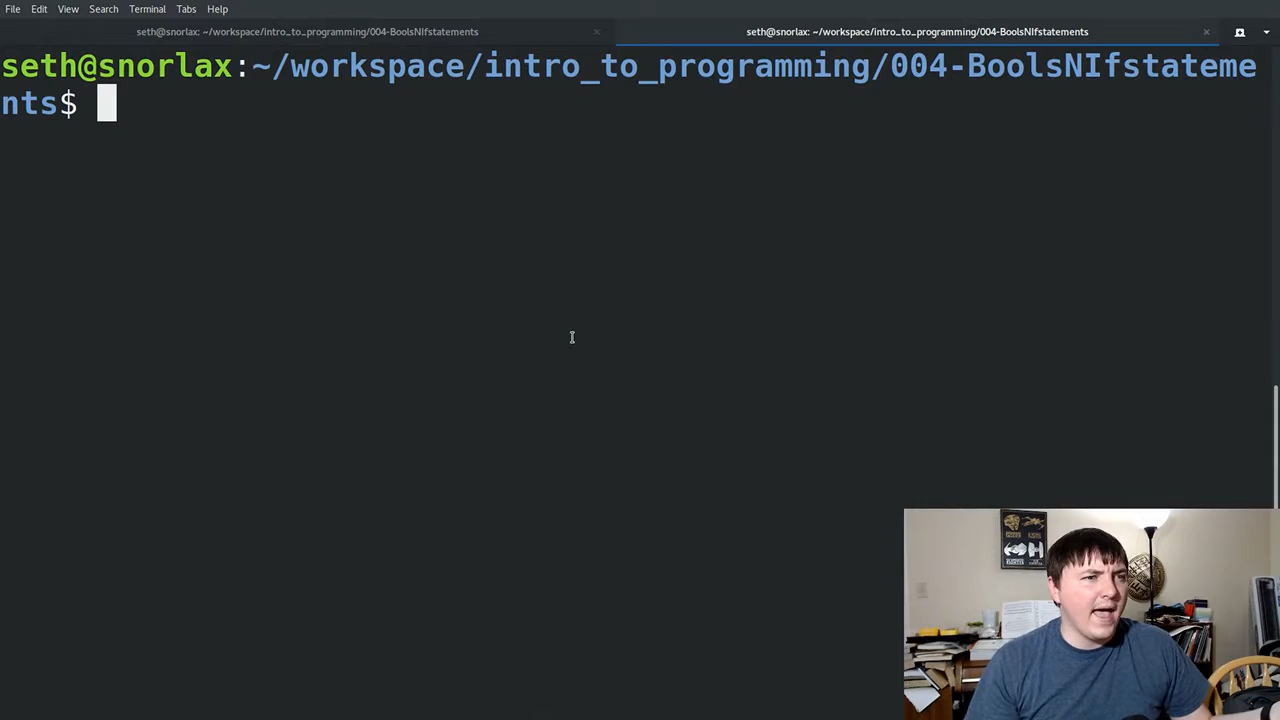 File Edit View Search Terminal Tabs Help
seth@snorlax: ~/workspace/intro_to_programming/004-BoolsNIfstatements
seth@snorlax: ~/workspace/intro_to_programming/004-BoolsNIfstatements
seth@snorlax:~/workspace/intro_to_programming/004-BoolsNIfstateme
nts$